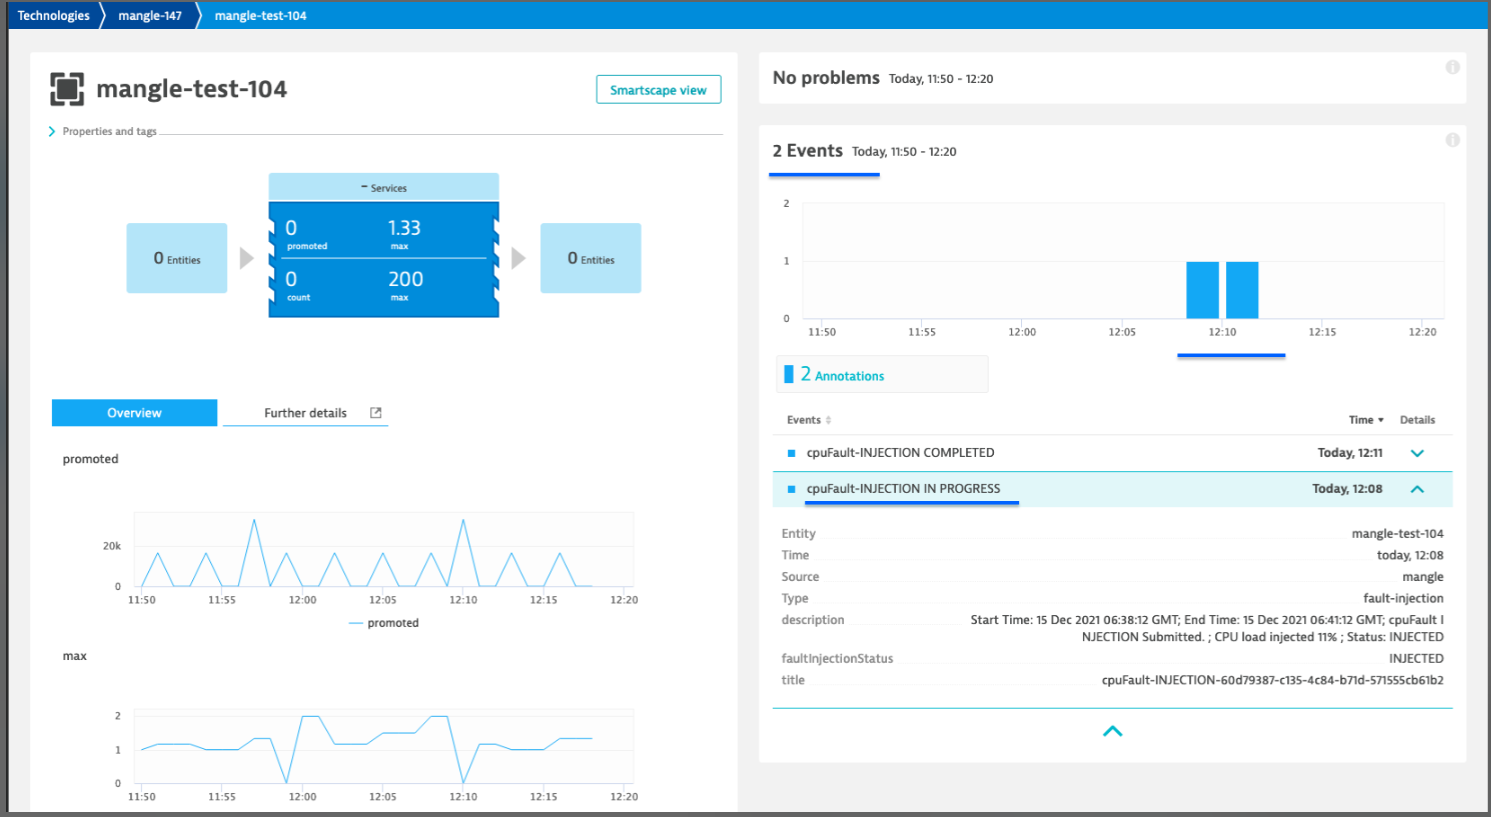 Technologies
mangle-147
mangle-test-104
mangle-test-104
Smartscape view
Properties and tags
- Services
0 promoted
1.33 max
0 count
200 max
0 Entities
0 Entities
Overview
Further details
promoted
20k
0
11:50 11:55 12:00 12:05 12:10 12:15 12:20
promoted
max
2
1
0
11:50 11:55 12:00 12:05 12:10 12:15 12:20
No problems Today, 11:50 - 12:20
2 Events Today, 11:50 - 12:20
2
1
0
11:50 11:55 12:00 12:05 12:10 12:15 12:20
2 Annotations
Events Time Details
cpuFault-INJECTION COMPLETED Today, 12:11
cpuFault-INJECTION IN PROGRESS Today, 12:08
Entity mangle-test-104
Time today, 12:08
Source mangle
Type fault-injection
description Start Time: 15 Dec 2021 06:38:12 GMT; End Time: 15 Dec 2021 06:41:12 GMT; cpuFault I
NJECTION Submitted. ; CPU load injected 11% ; Status: INJECTED
faultInjectionStatus INJECTED
title cpuFault-INJECTION-60d79387-c135-4c84-b71d-571555cb61b2